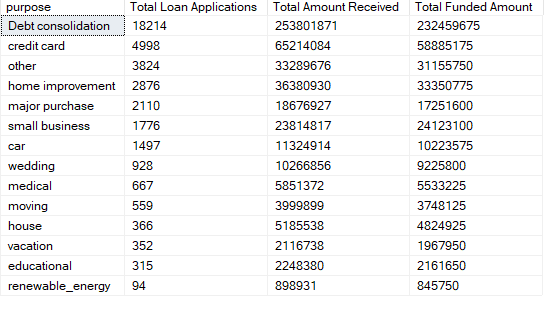 purpose Total Loan Applications Total Amount Received Total Funded Amount
Debt consolidation 18214 253801871 232459675
credit card 4998 65214084 58885175
other 3824 33289676 31155750
home improvement 2876 36380930 33350775
major purchase 2110 18676927 17251600
small business 1776 23814817 24123100
car 1497 11324914 10223575
wedding 928 10266856 9225800
medical 667 5851372 5533225
moving 559 3999899 3748125
house 366 5185538 4824925
vacation 352 2116738 1967950
educational 315 2248380 2161650
renewable_energy 94 898931 845750